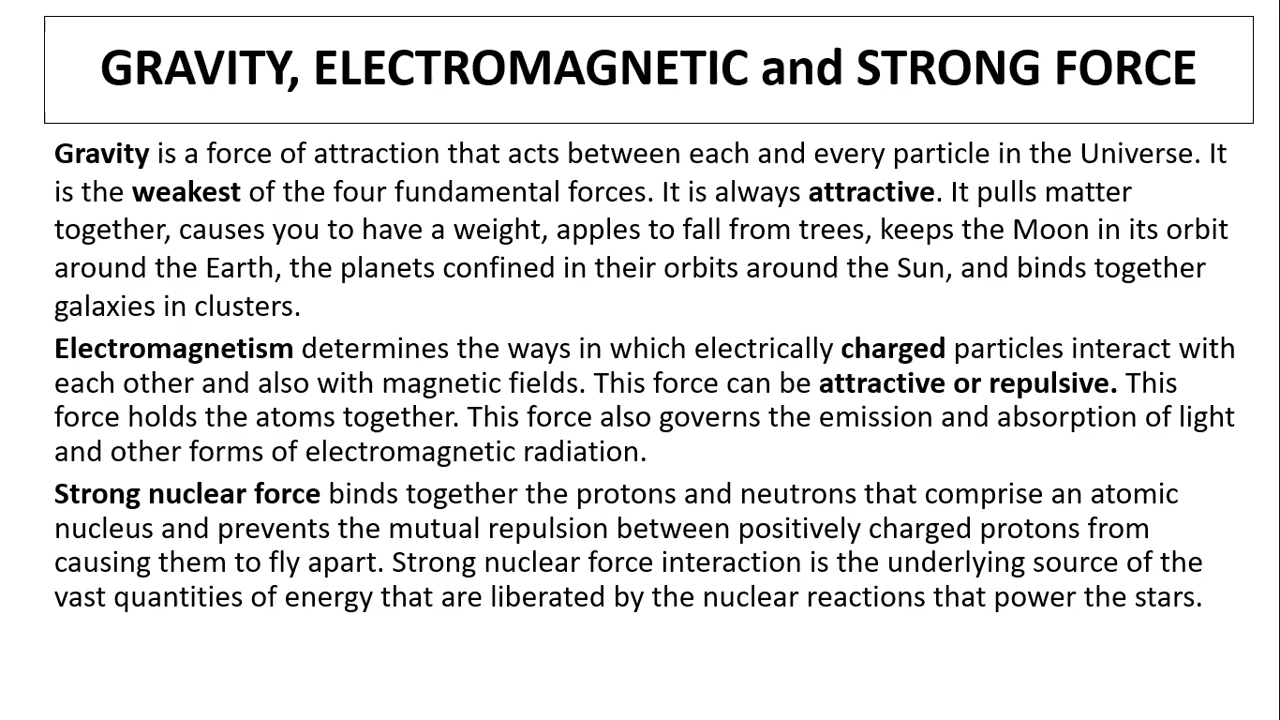 GRAVITY, ELECTROMAGNETIC and STRONG FORCE
Gravity is a force of attraction that acts between each and every particle in the Universe. It
is the weakest of the four fundamental forces. It is always attractive. It pulls matter
together, causes you to have a weight, apples to fall from trees, keeps the Moon in its orbit
around the Earth, the planets confined in their orbits around the Sun, and binds together
galaxies in clusters.
Electromagnetism determines the ways in which electrically charged particles interact with
each other and also with magnetic fields. This force can be attractive or repulsive. This
force holds the atoms together. This force also governs the emission and absorption of light
and other forms of electromagnetic radiation.
Strong nuclear force binds together the protons and neutrons that comprise an atomic
nucleus and prevents the mutual repulsion between positively charged protons from
causing them to fly apart. Strong nuclear force interaction is the underlying source of the
vast quantities of energy that are liberated by the nuclear reactions that power the stars.